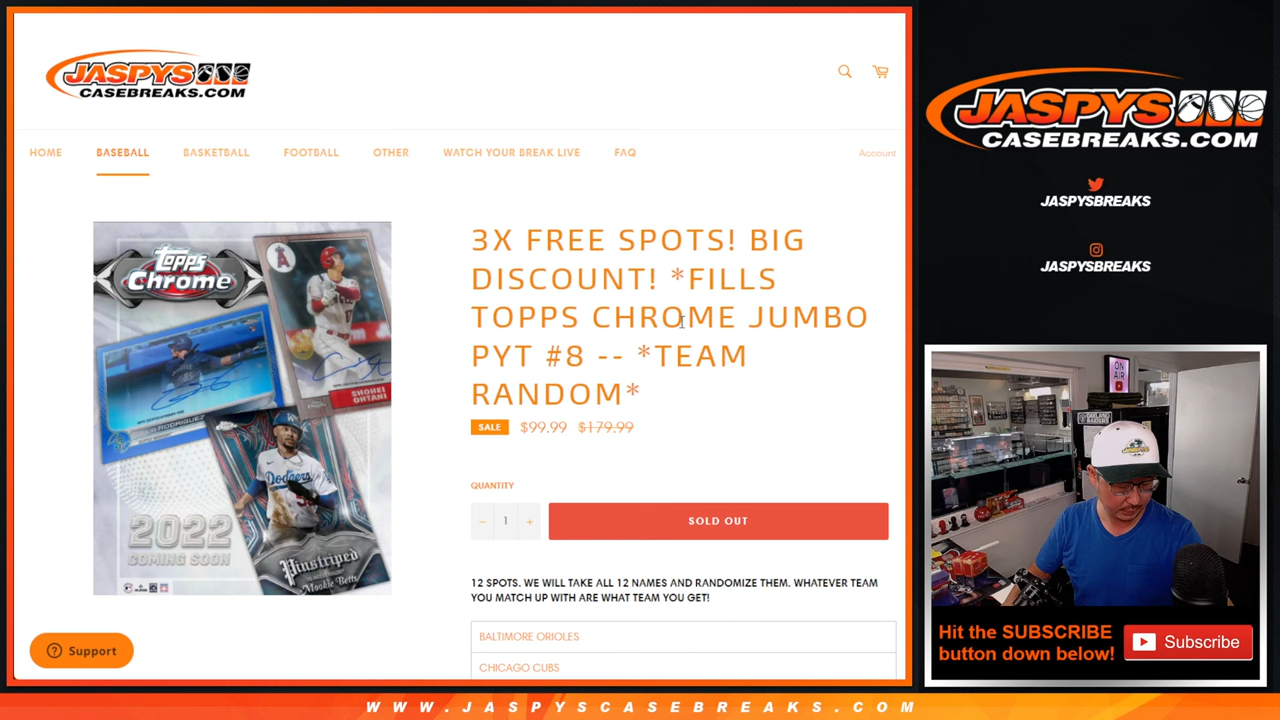 JASPYS
CASEBREAKS.COM
HOME
BASEBALL
BASKETBALL
FOOTBALL
OTHER
WATCH YOUR BREAK LIVE
FAQ
Account
topps
Chrome
SHOHEI
OHTANI
Dodgers
2022
COMING SOON
Pinstriped
Mookie Betts
3X FREE SPOTS! BIG
DISCOUNT! *FILLS
TOPPS CHROME JUMBO
PYT #8 -- *TEAM
RANDOM*
SALE $99.99 $179.99
QUANTITY
− 1 +
SOLD OUT
12 SPOTS. WE WILL TAKE ALL 12 NAMES AND RANDOMIZE THEM. WHATEVER TEAM
YOU MATCH UP WITH ARE WHAT TEAM YOU GET!
BALTIMORE ORIOLES
CHICAGO CUBS
? Support
JASPYS
CASEBREAKS.COM
JASPYSBREAKS
JASPYSBREAKS
ON
AIR
Hit the SUBSCRIBE
button down below!
Subscribe
WWW.JASPYSCASEBREAKS.COM